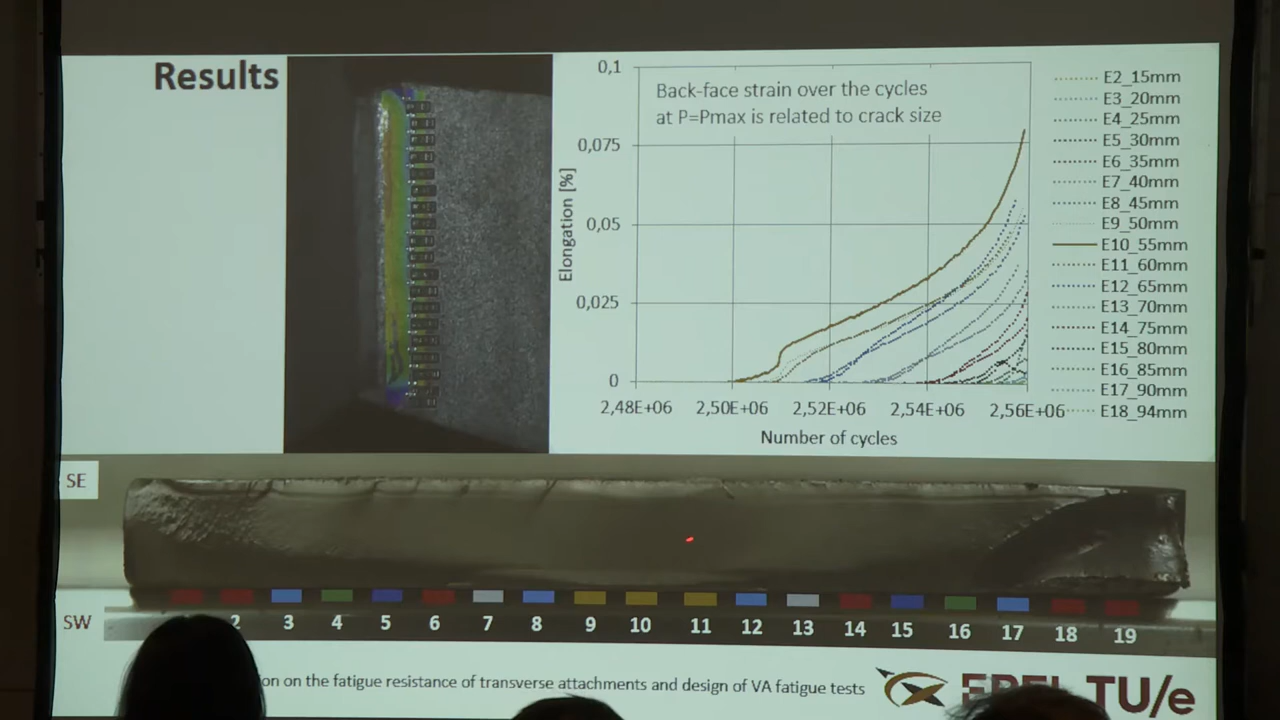 Results
0,1
0,075
0,05
0,025
0
Elongation [%]
Back-face strain over the cycles
at P=Pmax is related to crack size
2,48E+06 2,50E+06 2,52E+06 2,54E+06 2,56E+06
Number of cycles
E2_15mm
E3_20mm
E4_25mm
E5_30mm
E6_35mm
E7_40mm
E8_45mm
E9_50mm
E10_55mm
E11_60mm
E12_65mm
E13_70mm
E14_75mm
E15_80mm
E16_85mm
E17_90mm
E18_94mm
SE
SW
2 3 4 5 6 7 8 9 10 11 12 13 14 15 16 17 18 19
on on the fatigue resistance of transverse attachments and design of VA fatigue tests
TU/e